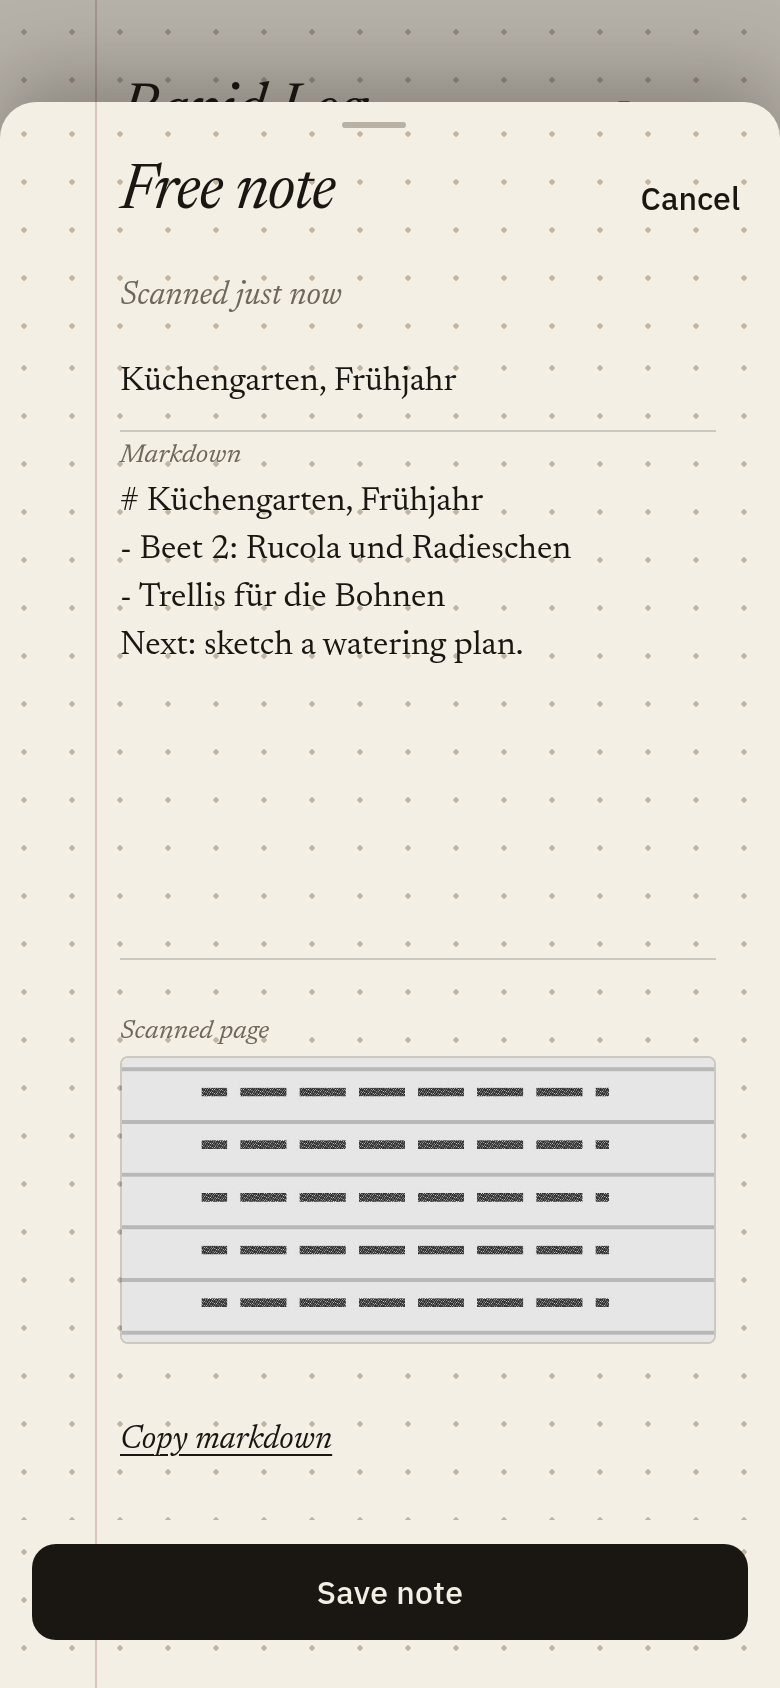 Free note
Cancel
Scanned just now
Küchengarten, Frühjahr
Markdown
# Küchengarten, Frühjahr
- Beet 2: Rucola und Radieschen
- Trellis für die Bohnen
Next: sketch a watering plan.
Scanned page
Copy markdown
Save note